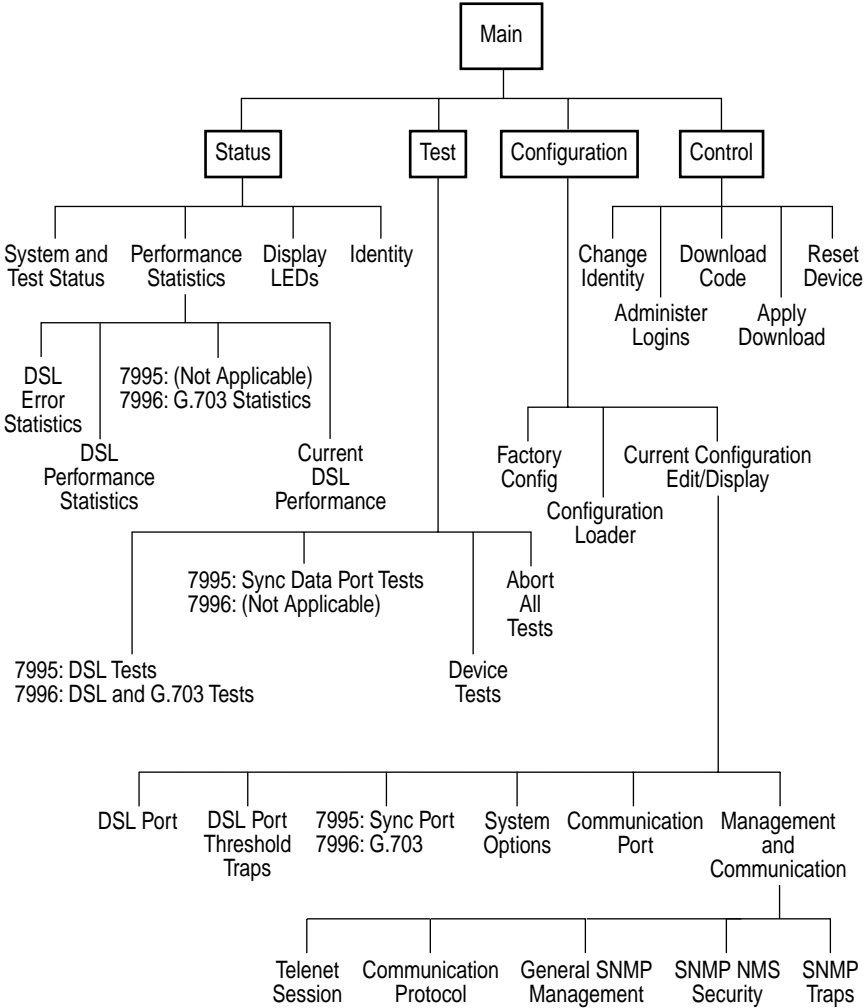 Main
Status
Test
Configuration
Control
System and
Test Status
Performance
Statistics
Display
LEDs
Identity
Change
Identity
Administer
Logins
Download
Code
Apply
Download
Reset
Device
DSL
Error
Statistics
DSL
Performance
Statistics
7995: (Not Applicable)
7996: G.703 Statistics
Current
DSL
Performance
Factory
Config
Configuration
Loader
Current Configuration
Edit/Display
7995: DSL Tests
7996: DSL and G.703 Tests
7995: Sync Data Port Tests
7996: (Not Applicable)
Device
Tests
Abort
All
Tests
DSL Port
DSL Port
Threshold
Traps
7995: Sync Port
7996: G.703
System
Options
Communication
Port
Management
and
Communication
Telenet
Session
Communication
Protocol
General SNMP
Management
SNMP NMS
Security
SNMP
Traps